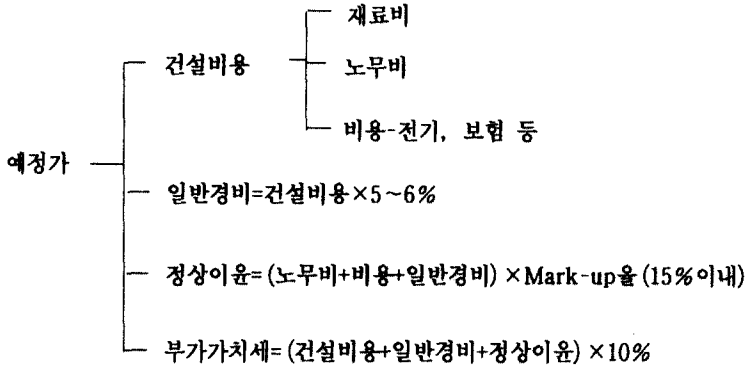 재료비
건설비용
노무비
비용-전기, 보험 등
예정가
일반경비=건설비용×5~6%
정상이윤=(노무비+비용+일반경비)×Mark-up율(15%이내)
부가가치세=(건설비용+일반경비+정상이윤)×10%